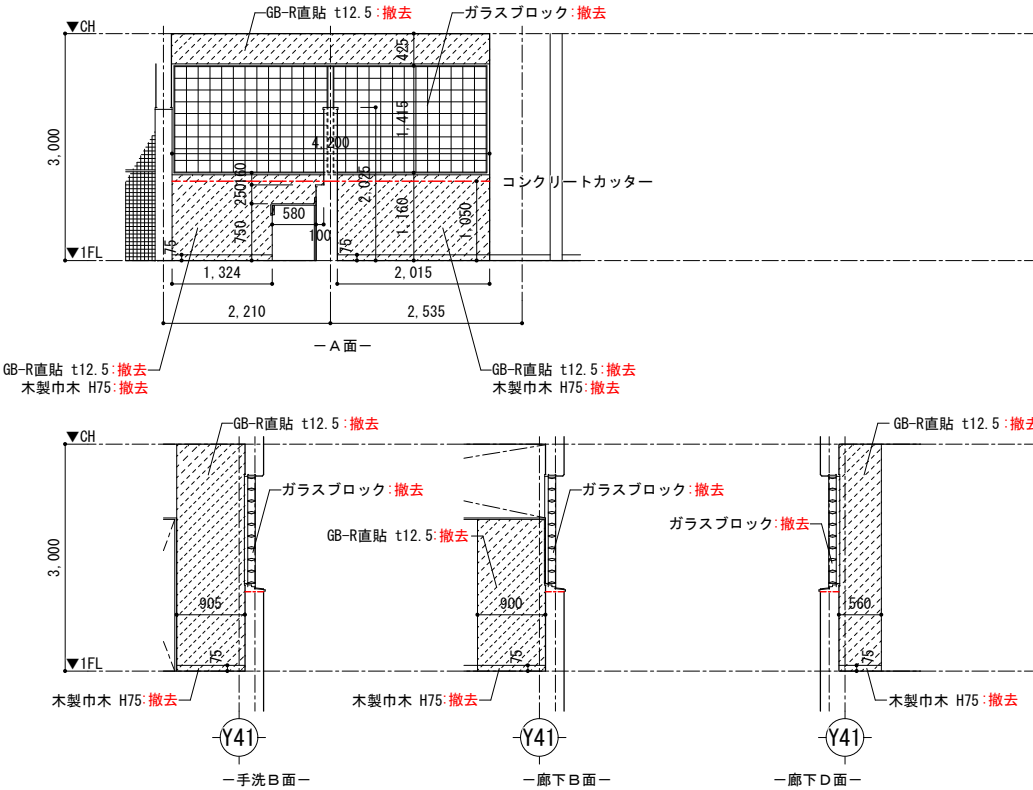 GB-R直貼 t12.5:撤去
ガラスブロック:撤去
▼CH
425
3,000
1,415
4,200
2,025
60
250
コンクリートカッター
580
750
100
1,160
1,050
75
75
▼1FL
1,324
2,015
2,210
2,535
－A面－
GB-R直貼 t12.5:撤去
木製巾木 H75:撤去
GB-R直貼 t12.5:撤去
木製巾木 H75:撤去
▼CH
GB-R直貼 t12.5:撤去
GB-R直貼 t12.5:撤去
ガラスブロック:撤去
ガラスブロック:撤去
ガラスブロック:撤去
GB-R直貼 t12.5:撤去
3,000
905
900
560
75
75
75
▼1FL
木製巾木 H75:撤去
木製巾木 H75:撤去
木製巾木 H75:撤去
Y41
Y41
Y41
－手洗B面－
－廊下B面－
－廊下D面－